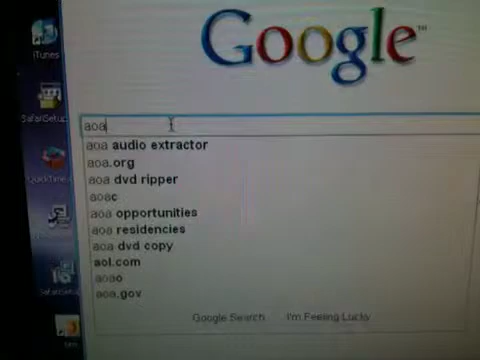 Google™
iTunes
SafariSetup
QuickTime
aoa
aoa audio extractor
aoa.org
aoa dvd ripper
aoac
aoa opportunities
aoa residencies
aoa dvd copy
aol.com
aoao
aoa.gov
Google Search
I'm Feeling Lucky